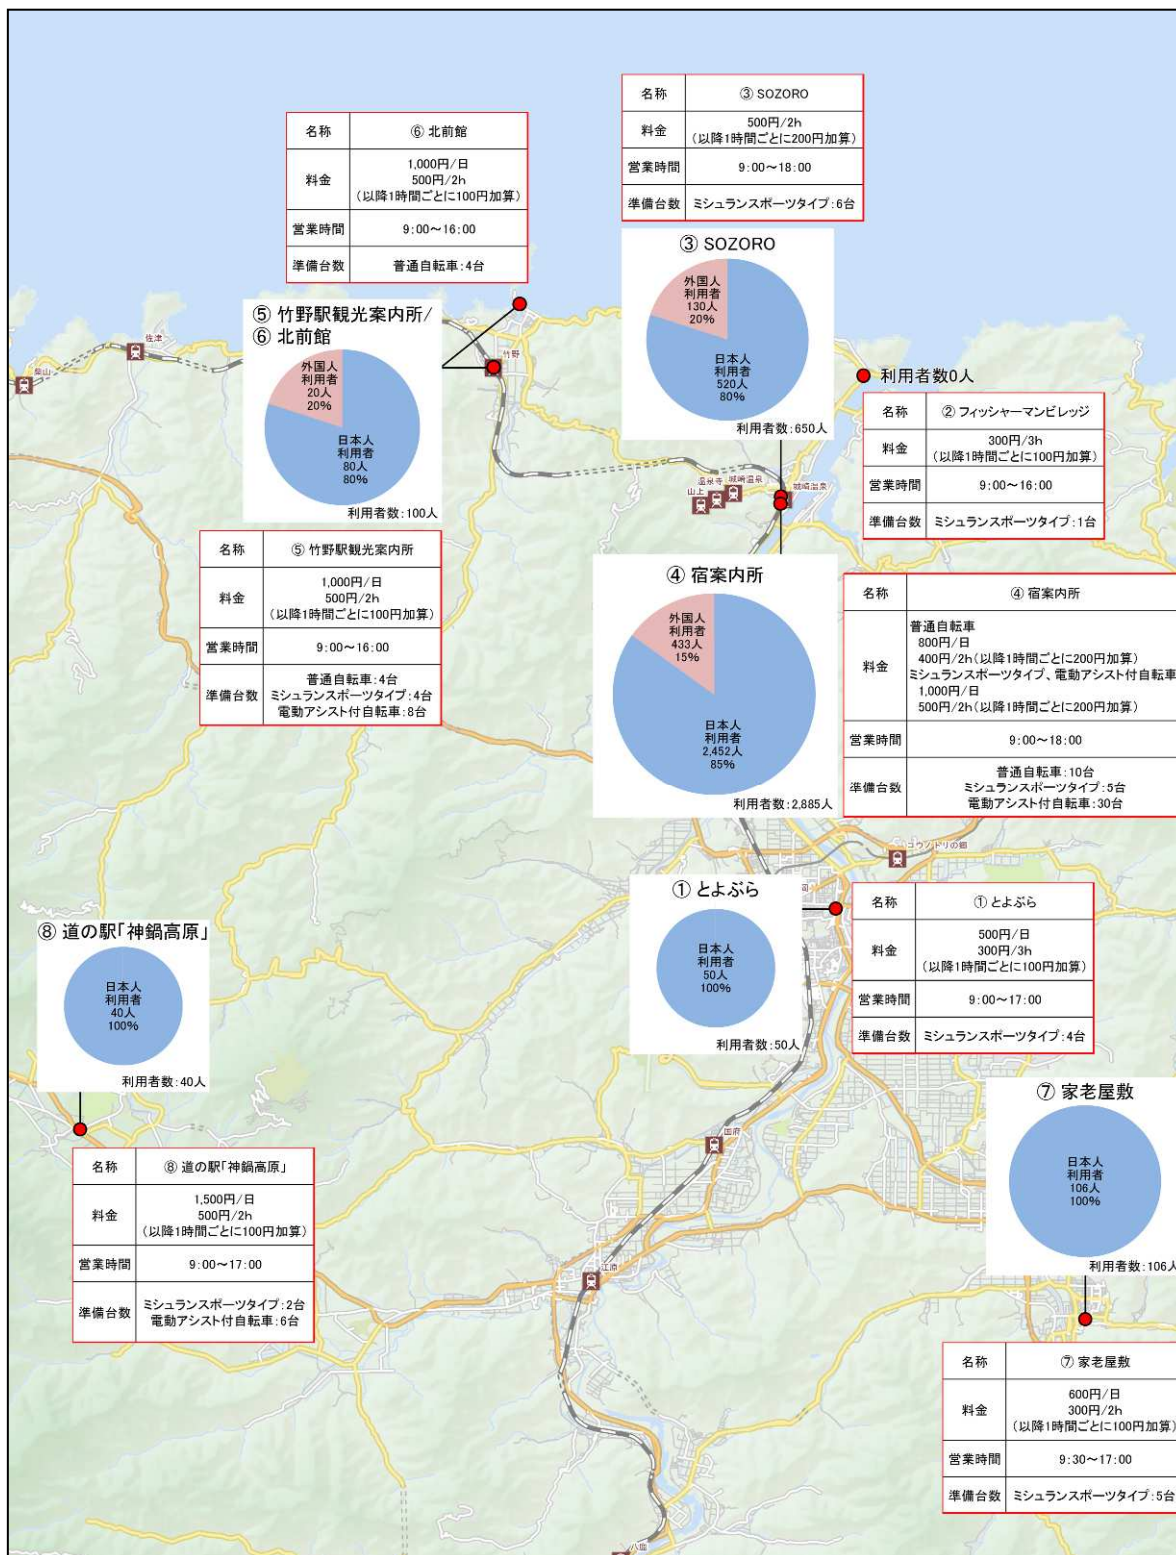 名称 ③ SOZORO
料金 500円/2h
(以降1時間ごとに200円加算)
営業時間 9:00～18:00
準備台数 ミシュランスポーツタイプ:6台
名称 ⑥ 北前館
料金 1,000円/日
500円/2h
(以降1時間ごとに100円加算)
営業時間 9:00～16:00
準備台数 普通自転車:4台
③ SOZORO
外国人
利用者
130人
20%
日本人
利用者
520人
80%
利用者数:650人
⑤ 竹野駅観光案内所/
⑥ 北前館
外国人
利用者
20人
20%
日本人
利用者
80人
80%
利用者数:100人
佐津
柴山
竹野
利用者数0人
名称 ② フィッシャーマンビレッジ
料金 300円/3h
(以降1時間ごとに100円加算)
営業時間 9:00～16:00
準備台数 ミシュランスポーツタイプ:1台
山上
温泉寺
城崎温泉
城崎温泉
名称 ⑤ 竹野駅観光案内所
料金 1,000円/日
500円/2h
(以降1時間ごとに100円加算)
営業時間 9:00～16:00
準備台数 普通自転車:4台
ミシュランスポーツタイプ:4台
電動アシスト付自転車:8台
④ 宿案内所
外国人
利用者
433人
15%
日本人
利用者
2,452人
85%
利用者数:2,885人
名称 ④ 宿案内所
料金 普通自転車
800円/日
400円/2h(以降1時間ごとに200円加算)
ミシュランスポーツタイプ、電動アシスト付自転車
1,000円/日
500円/2h(以降1時間ごとに200円加算)
営業時間 9:00～18:00
準備台数 普通自転車:10台
ミシュランスポーツタイプ:5台
電動アシスト付自転車:30台
コウノトリの郷
① とよぶら
日本人
利用者
50人
100%
利用者数:50人
名称 ① とよぶら
料金 500円/日
300円/3h
(以降1時間ごとに100円加算)
営業時間 9:00～17:00
準備台数 ミシュランスポーツタイプ:4台
⑧ 道の駅「神鍋高原」
日本人
利用者
40人
100%
利用者数:40人
名称 ⑧ 道の駅「神鍋高原」
料金 1,500円/日
500円/2h
(以降1時間ごとに100円加算)
営業時間 9:00～17:00
準備台数 ミシュランスポーツタイプ:2台
電動アシスト付自転車:6台
国府
江原
⑦ 家老屋敷
日本人
利用者
106人
100%
利用者数:106人
名称 ⑦ 家老屋敷
料金 600円/日
300円/2h
(以降1時間ごとに100円加算)
営業時間 9:30～17:00
準備台数 ミシュランスポーツタイプ:5台
八鹿